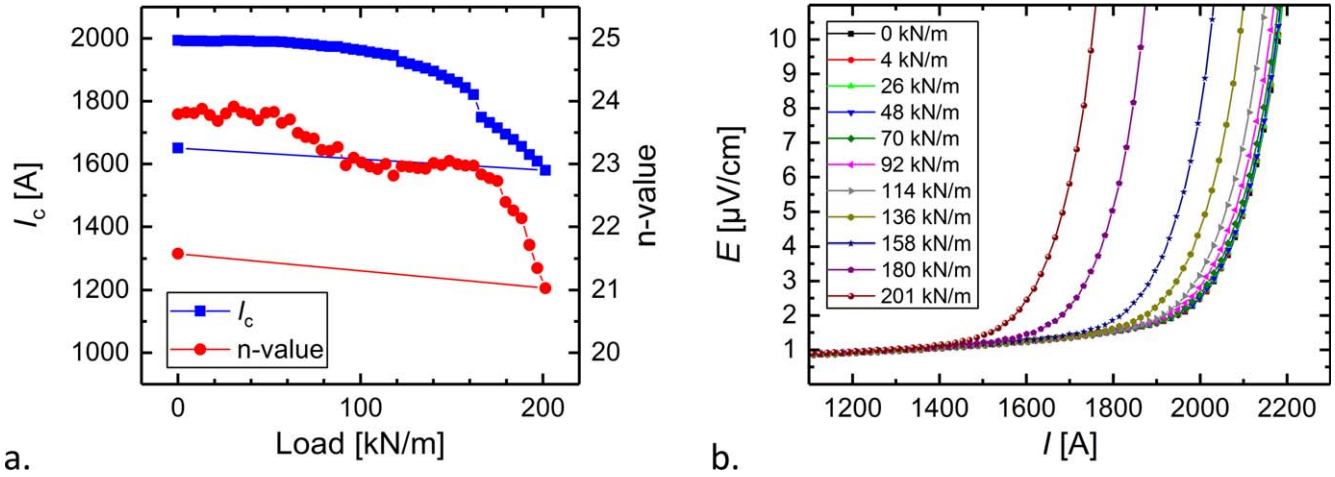 2000
1800
1600
1400
1200
1000
I_c [A]
25
24
23
22
21
20
n-value
I_c
n-value
0
100
200
Load [kN/m]
a.
10
9
8
7
6
5
4
3
2
1
E [µV/cm]
0 kN/m
4 kN/m
26 kN/m
48 kN/m
70 kN/m
92 kN/m
114 kN/m
136 kN/m
158 kN/m
180 kN/m
201 kN/m
1200
1400
1600
1800
2000
2200
I [A]
b.